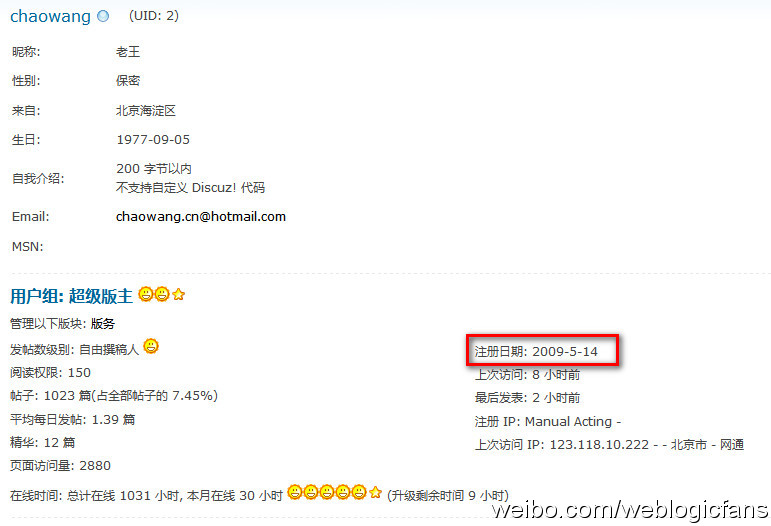 chaowang (UID: 2)
昵称: 老王
性别: 保密
来自: 北京海淀区
生日: 1977-09-05
自我介绍: 200 字节以内
不支持自定义 Discuz! 代码
Email: chaowang.cn@hotmail.com
MSN:
用户组: 超级版主
管理以下版块: 版务
发帖数级别: 自由撰稿人
阅读权限: 150
帖子: 1023 篇(占全部帖子的 7.45%)
平均每日发帖: 1.39 篇
精华: 12 篇
页面访问量: 2880
注册日期: 2009-5-14
上次访问: 8 小时前
最后发表: 2 小时前
注册 IP: Manual Acting -
上次访问 IP: 123.118.10.222 - - 北京市 - 网通
在线时间: 总计在线 1031 小时, 本月在线 30 小时 (升级剩余时间 9 小时)
weibo.com/weblogicfans